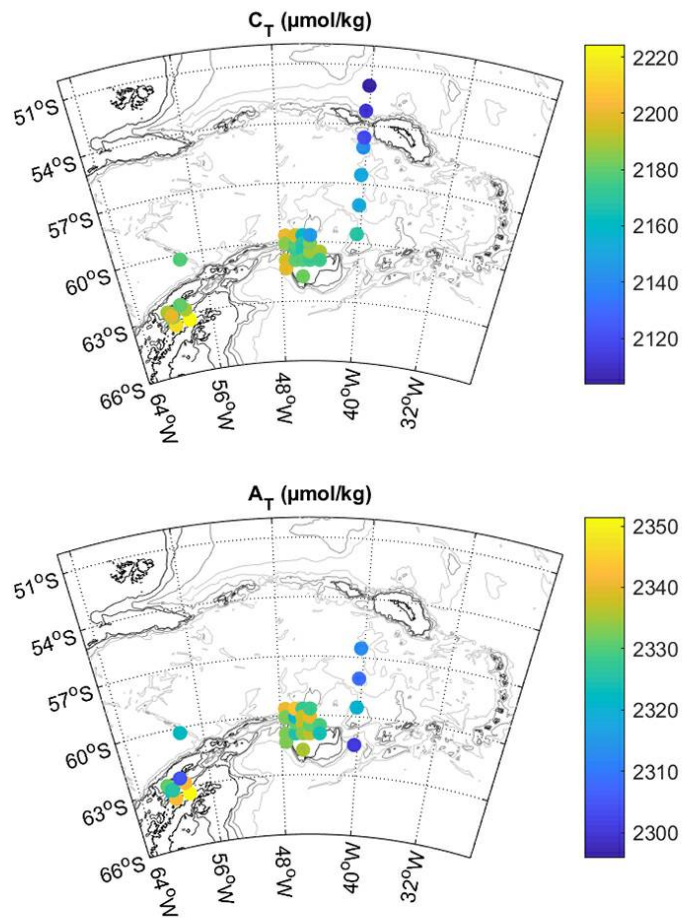 C_T (µmol/kg)
51°S
54°S
57°S
60°S
63°S
66°S
64°W
56°W
48°W
40°W
32°W
2220
2200
2180
2160
2140
2120
A_T (µmol/kg)
51°S
54°S
57°S
60°S
63°S
66°S
64°W
56°W
48°W
40°W
32°W
2350
2340
2330
2320
2310
2300